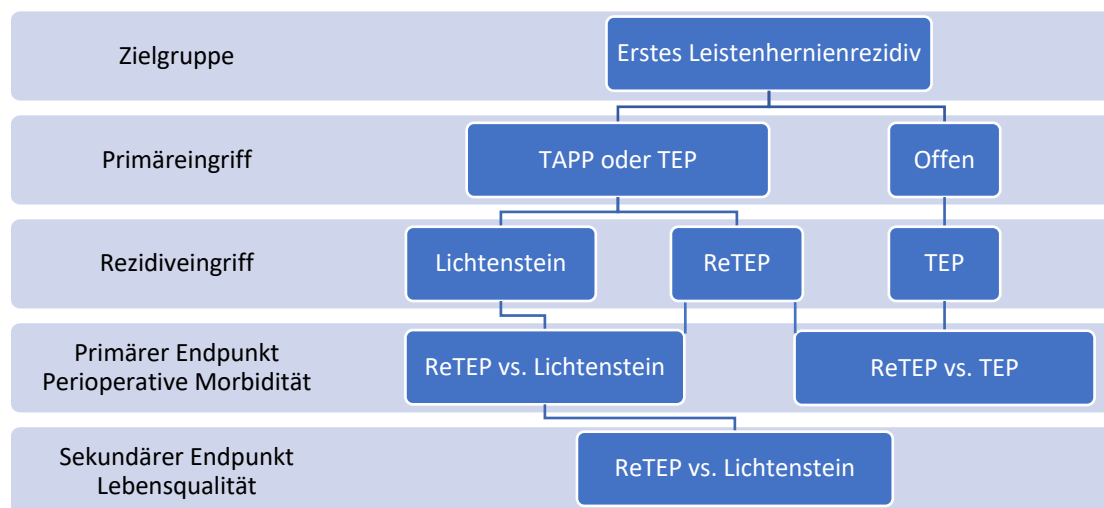 Zielgruppe
Erstes Leistenhernienrezidiv
Primäreingriff
TAPP oder TEP
Offen
Rezidiveingriff
Lichtenstein
ReTEP
TEP
Primärer Endpunkt
Perioperative Morbidität
ReTEP vs. Lichtenstein
ReTEP vs. TEP
Sekundärer Endpunkt
Lebensqualität
ReTEP vs. Lichtenstein